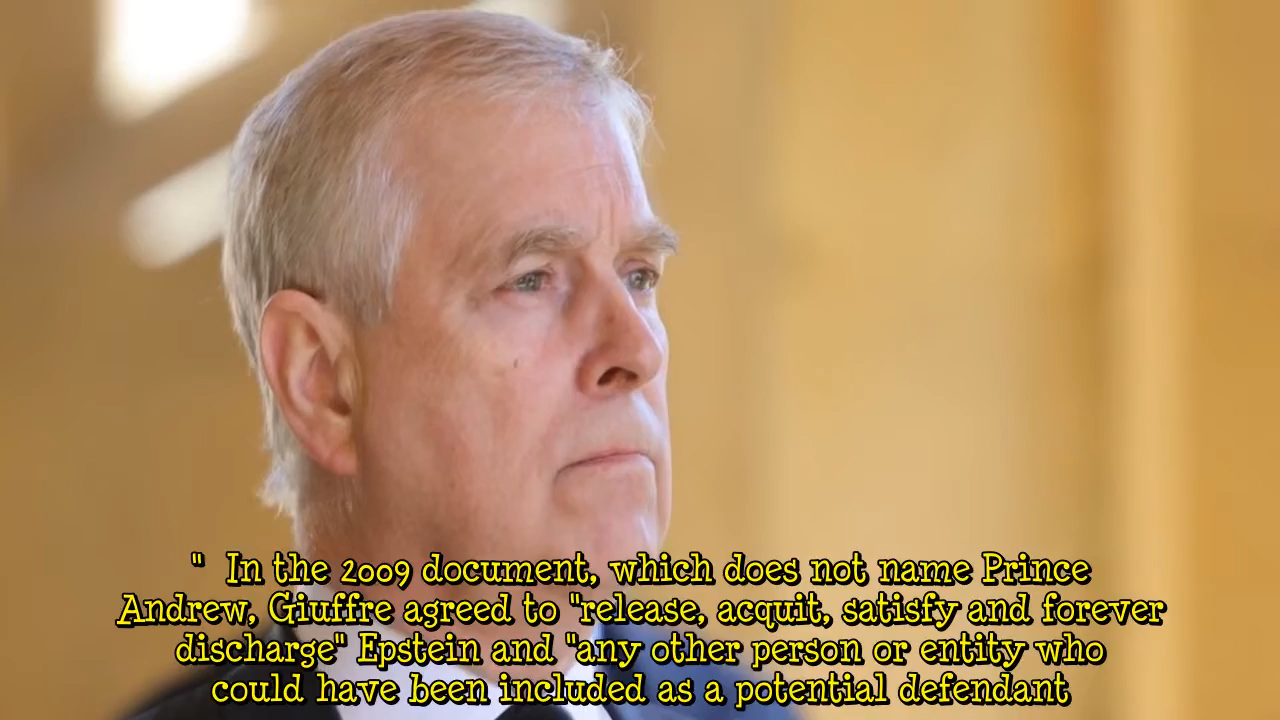 " In the 2009 document, which does not name Prince
Andrew, Giuffre agreed to "release, acquit, satisfy and forever
discharge" Epstein and "any other person or entity who
could have been included as a potential defendant